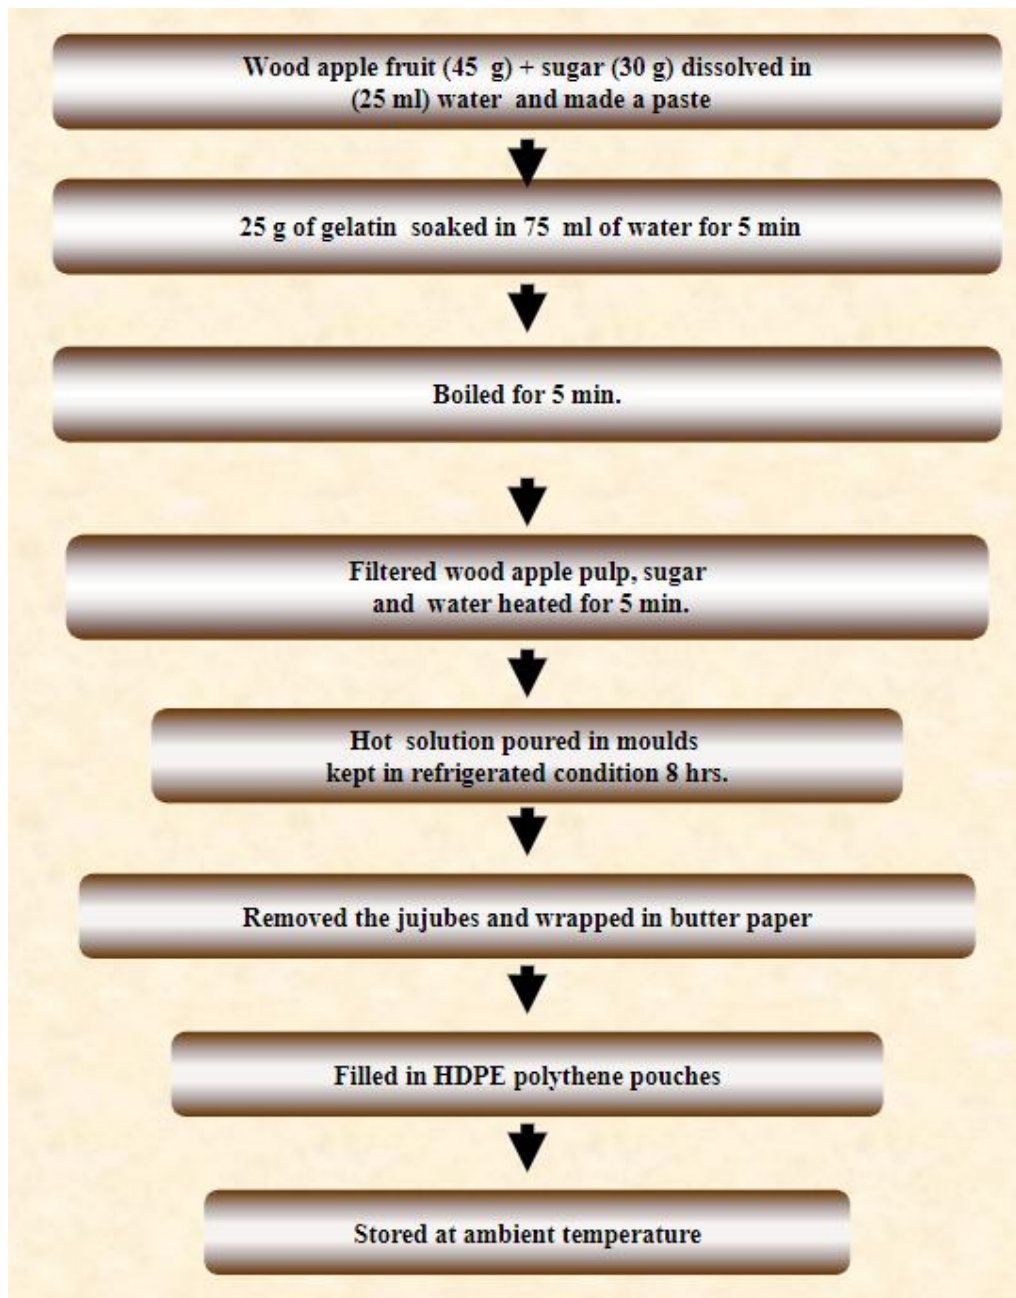 Wood apple fruit (45 g) + sugar (30 g) dissolved in
(25 ml) water and made a paste
25 g of gelatin soaked in 75 ml of water for 5 min
Boiled for 5 min.
Filtered wood apple pulp, sugar
and water heated for 5 min.
Hot solution poured in moulds
kept in refrigerated condition 8 hrs.
Removed the jujubes and wrapped in butter paper
Filled in HDPE polythene pouches
Stored at ambient temperature